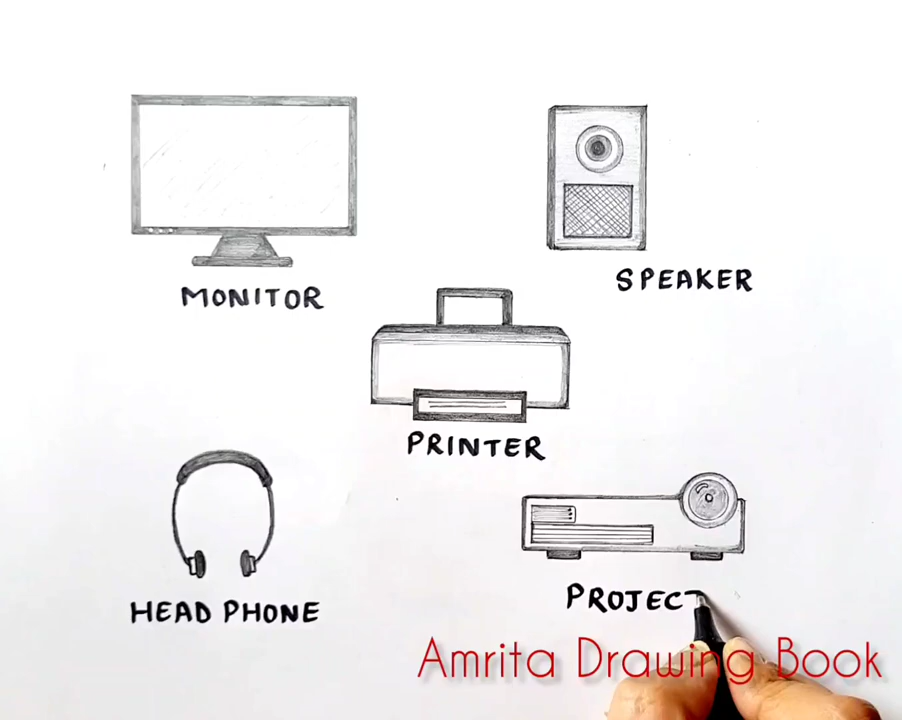 SPEAKER
MONITOR
PRINTER
HEAD PHONE
PROJECT
Amrita Drawing Book